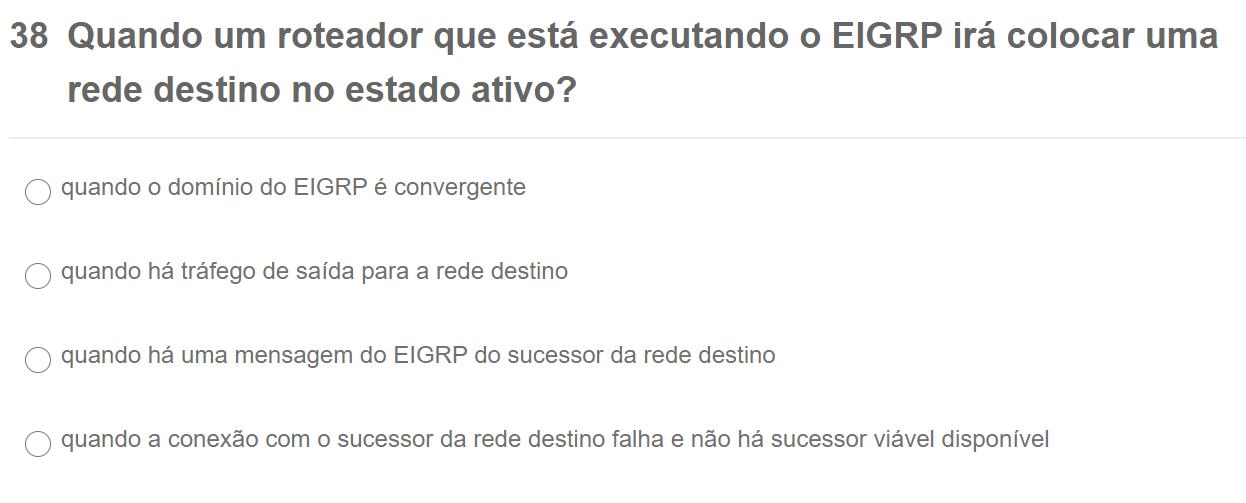 38 Quando um roteador que está executando o EIGRP irá colocar uma
rede destino no estado ativo?
quando o domínio do EIGRP é convergente
quando há tráfego de saída para a rede destino
quando há uma mensagem do EIGRP do sucessor da rede destino
quando a conexão com o sucessor da rede destino falha e não há sucessor viável disponível